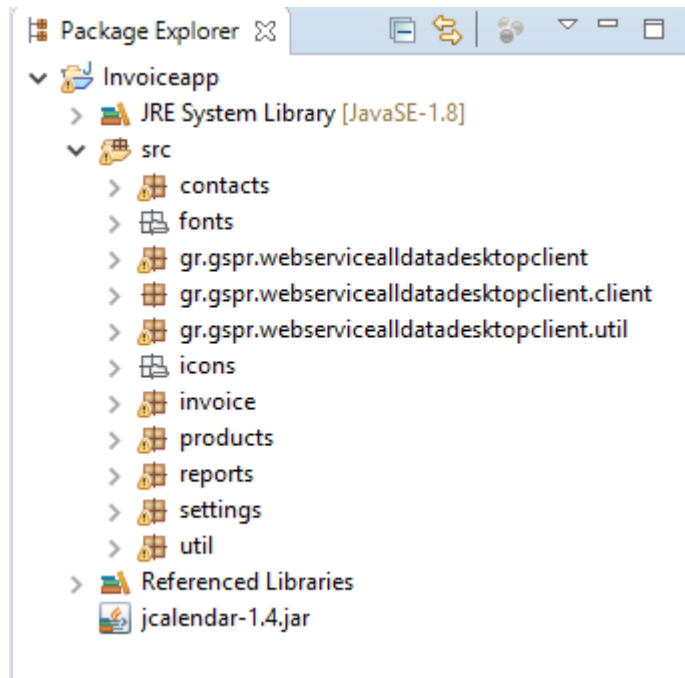 Package Explorer
Invoiceapp
JRE System Library [JavaSE-1.8]
src
contacts
fonts
gr.gspr.webservicealldatadesktopclient
gr.gspr.webservicealldatadesktopclient.client
gr.gspr.webservicealldatadesktopclient.util
icons
invoice
products
reports
settings
util
Referenced Libraries
jcalendar-1.4.jar